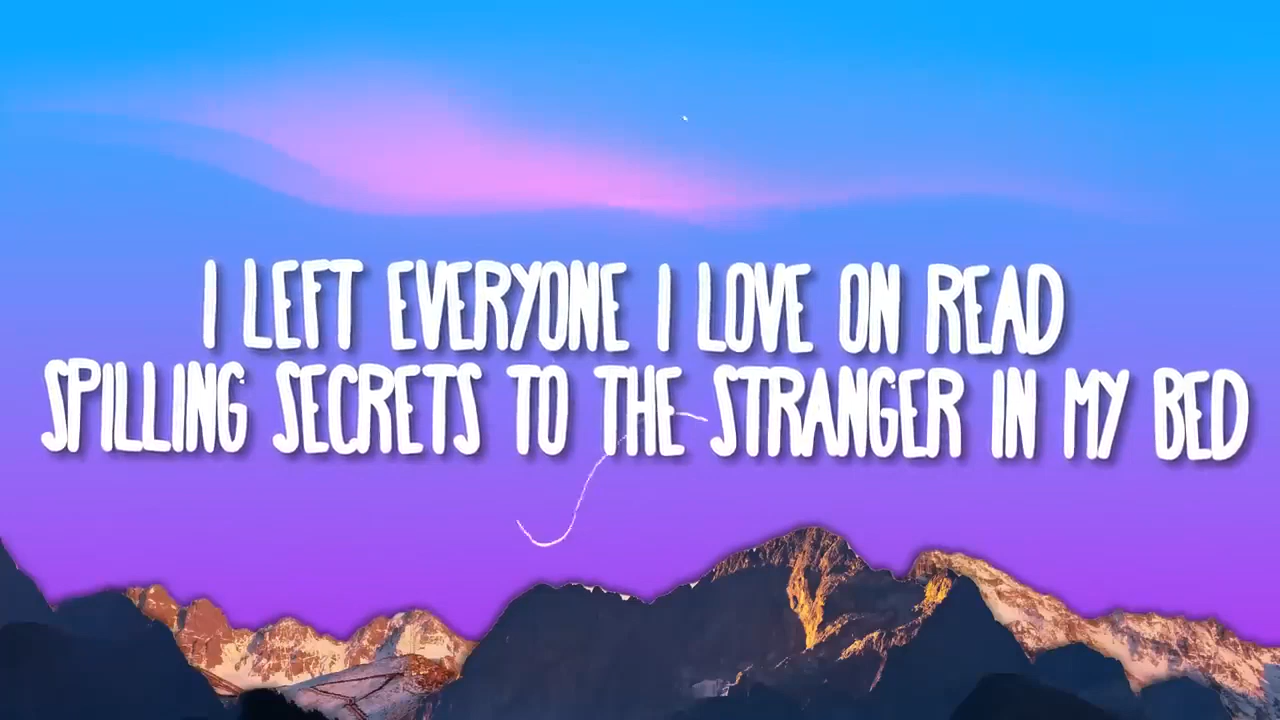 I LEFT EVERYONE I LOVE ON READ
SPILLING SECRETS TO THE STRANGER IN MY BED